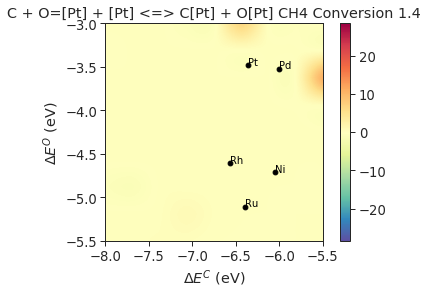 C + O=[Pt] + [Pt] <=> C[Pt] + O[Pt] CH4 Conversion 1.4
−3.0
−3.5
−4.0
−4.5
−5.0
−5.5
ΔE^O (eV)
Pt
Pd
Rh
Ni
Ru
−8.0 −7.5 −7.0 −6.5 −6.0 −5.5
ΔE^C (eV)
20
10
0
−10
−20